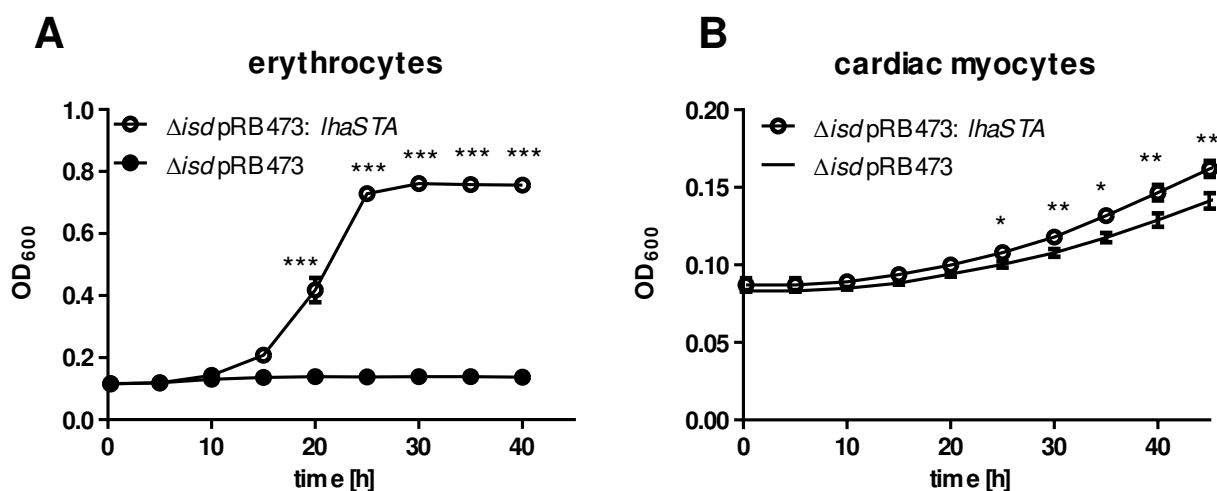 A
erythrocytes
Δisd pRB473: lhaSTA
Δisd pRB473
***
***
***
***
***
1.0
0.8
0.6
0.4
0.2
0.0
OD600
0
10
20
30
40
time [h]
B
cardiac myocytes
Δisd pRB473: lhaSTA
Δisd pRB473
*
**
*
**
**
0.20
0.15
0.10
0.05
0.00
OD600
0
10
20
30
40
time [h]